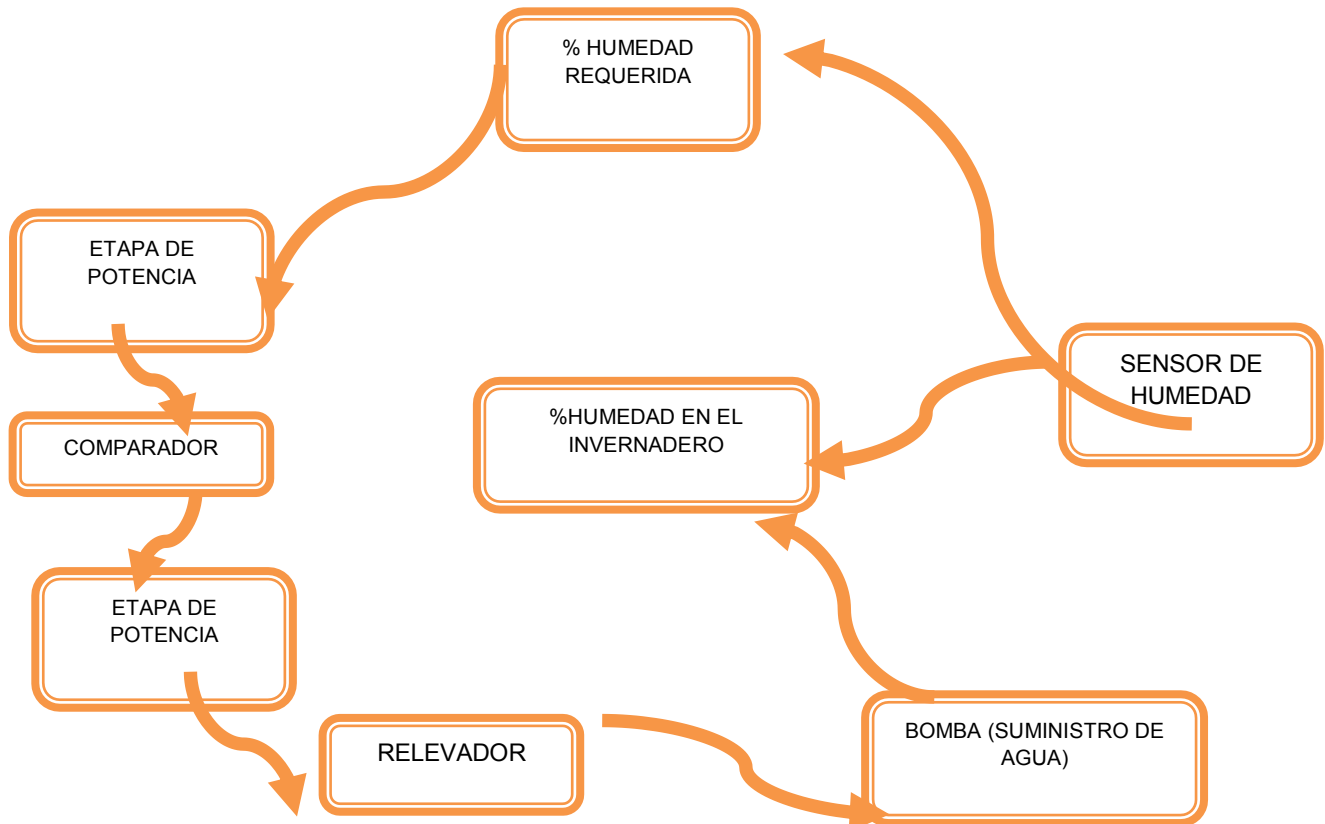 % HUMEDAD
REQUERIDA
ETAPA DE
POTENCIA
SENSOR DE
HUMEDAD
%HUMEDAD EN EL
INVERNADERO
COMPARADOR
ETAPA DE
POTENCIA
RELEVADOR
BOMBA (SUMINISTRO DE
AGUA)